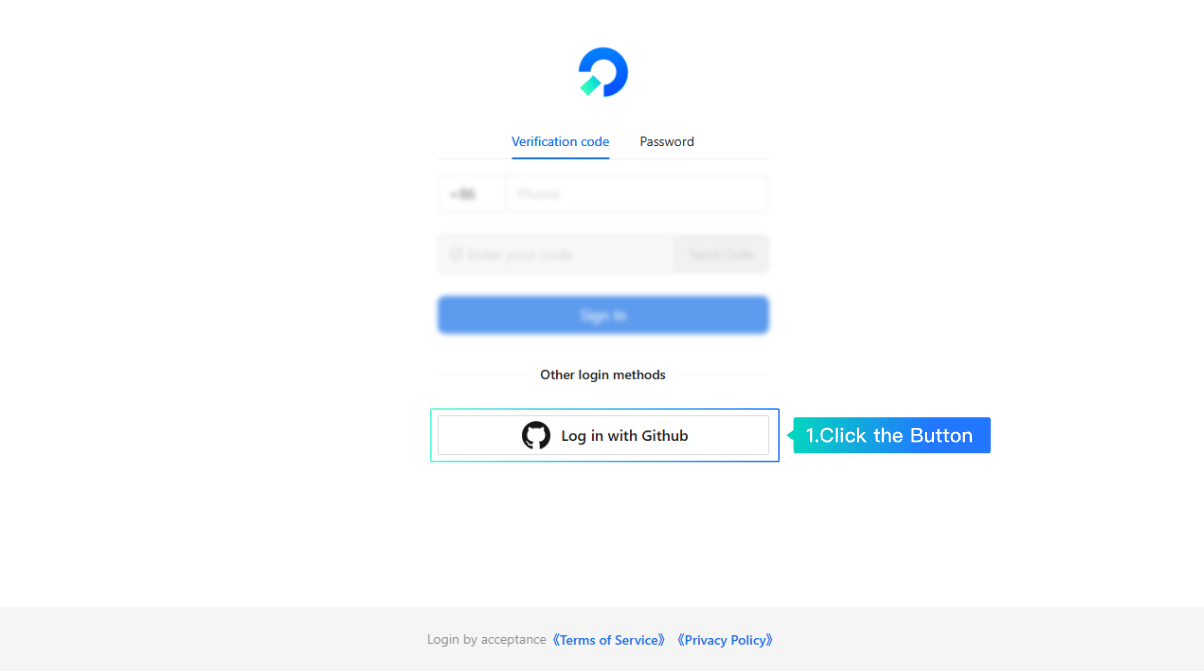 Verification code Password
+86 Phone
Enter your code Send Code
Sign In
Other login methods
Log in with Github
1.Click the Button
Login by acceptance 《Terms of Service》 《Privacy Policy》